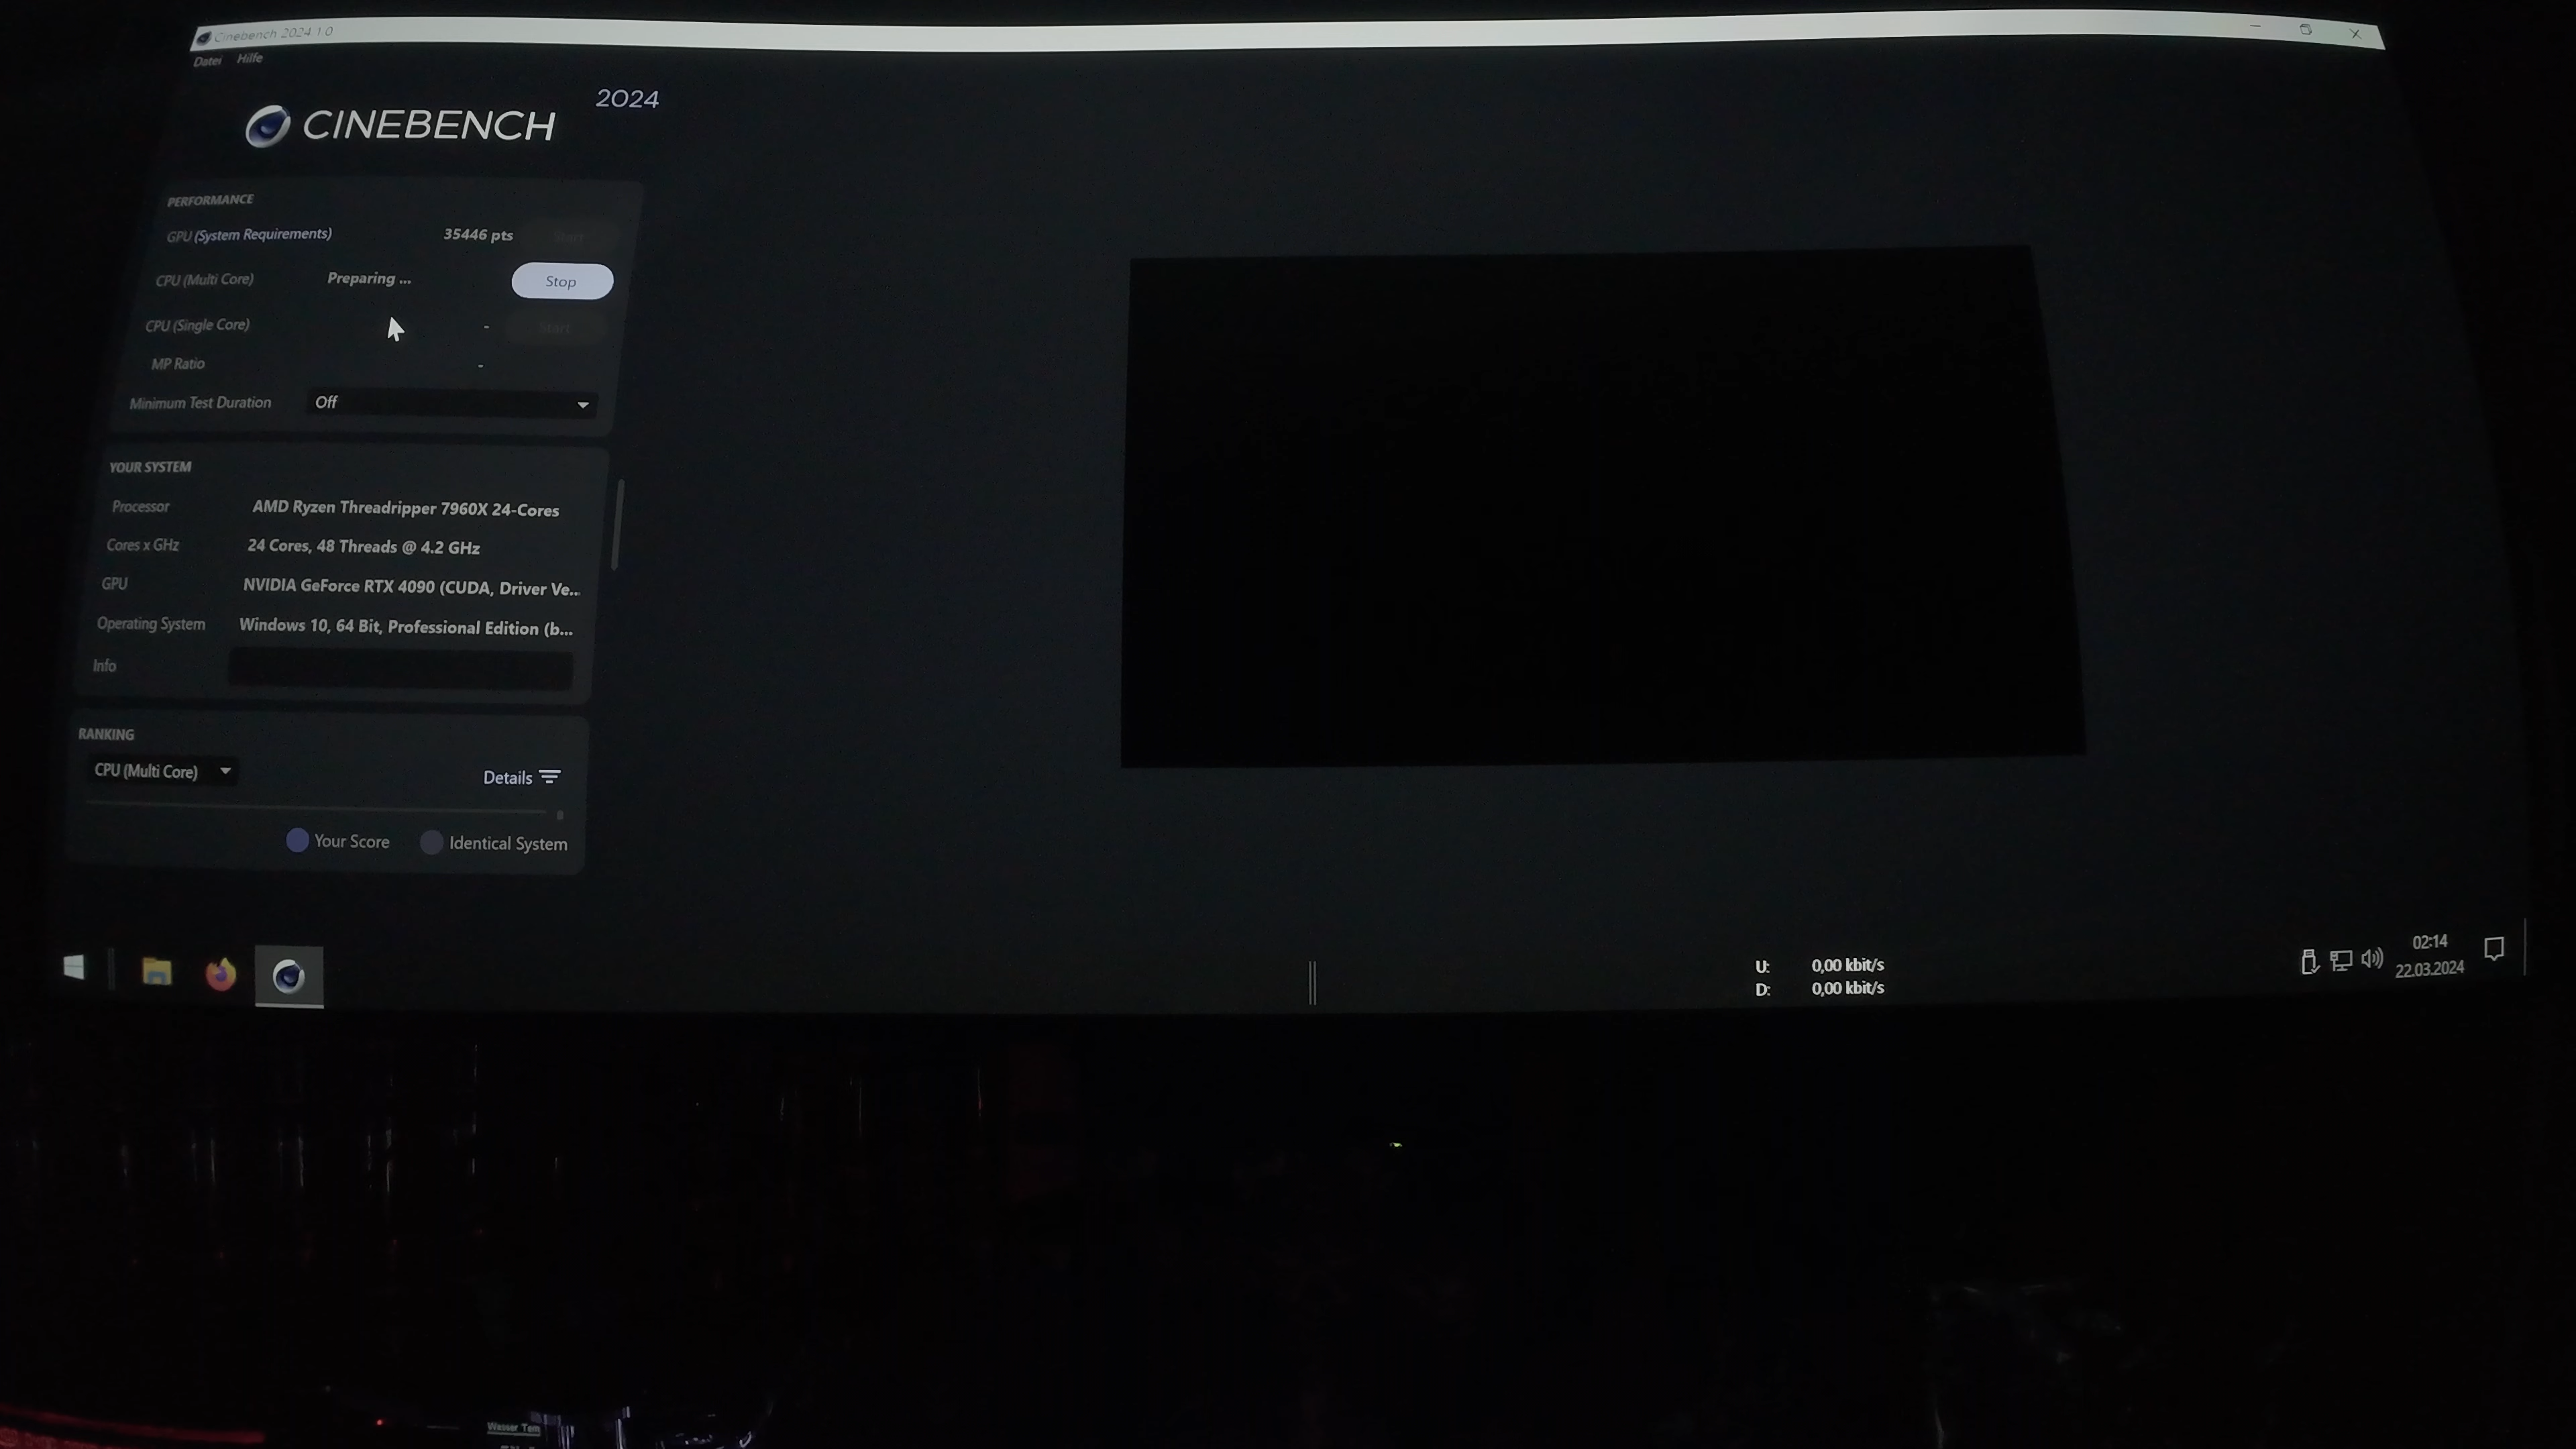 Cinebench 2024 1.0
Datei Hilfe
CINEBENCH 2024
PERFORMANCE
GPU (System Requirements) 35446 pts Start
CPU (Multi Core) Preparing ... Stop
CPU (Single Core) - Start
MP Ratio -
Minimum Test Duration Off
YOUR SYSTEM
Processor AMD Ryzen Threadripper 7960X 24-Cores
Cores x GHz 24 Cores, 48 Threads @ 4.2 GHz
GPU NVIDIA GeForce RTX 4090 (CUDA, Driver Ve...
Operating System Windows 10, 64 Bit, Professional Edition (b...
Info
RANKING
CPU (Multi Core) Details
Your Score Identical System
U: 0,00 kbit/s
D: 0,00 kbit/s
02:14
22.03.2024
Wasser Tem